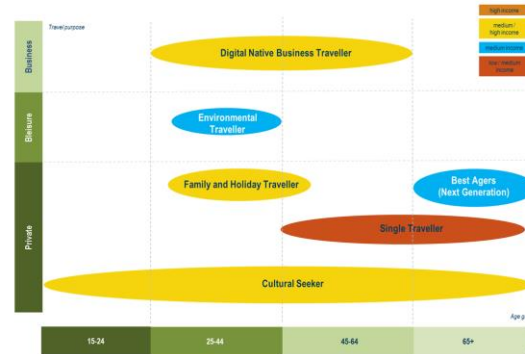 Travel purpose
high income
medium /
high income
medium income
low / medium
income
Business
Digital Native Business Traveller
Bleisure
Environmental
Traveller
Private
Family and Holiday Traveller
Best Agers
(Next Generation)
Single Traveller
Cultural Seeker
Age g
15-24
25-44
45-64
65+